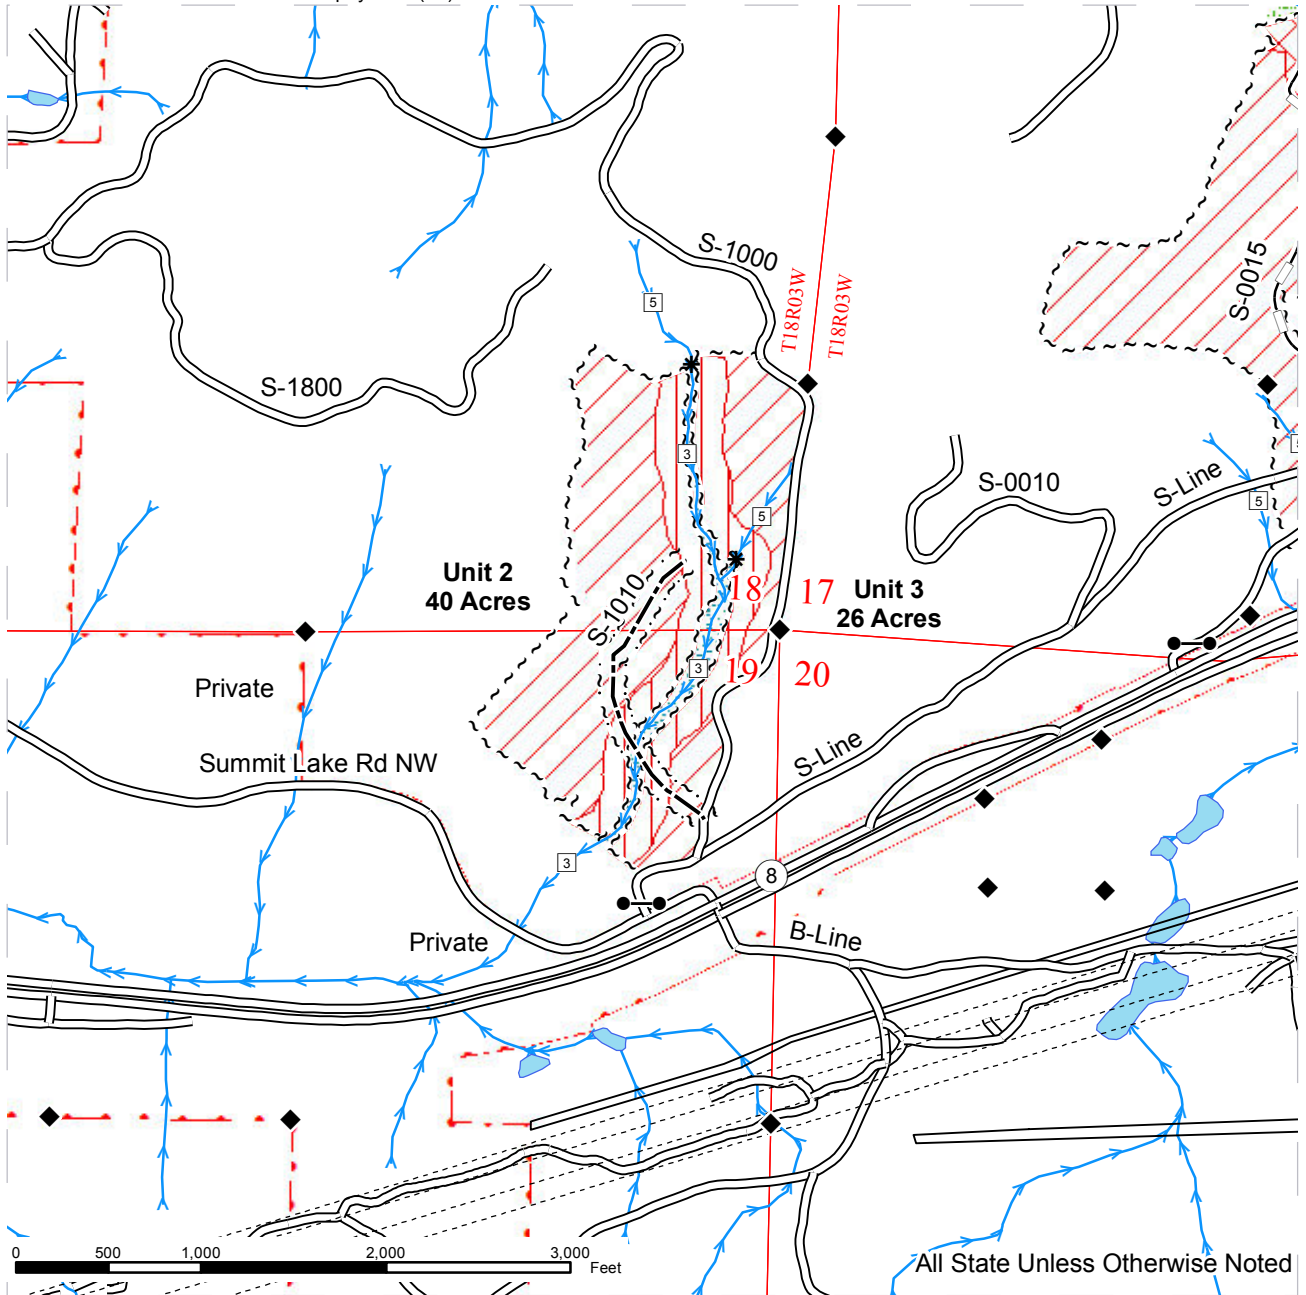 S-1000
T18R03W
T18R03W
S-0015
5
S-1800
3
5
S-0010
S-Line
5
Unit 2
40 Acres
S-1010
18
17
Unit 3
26 Acres
Private
3
19
20
Summit Lake Rd NW
S-Line
3
8
Private
B-Line
0
500
1,000
2,000
3,000
Feet
All State Unless Otherwise Noted